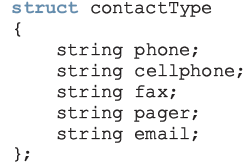 struct contactType
{
    string phone;
    string cellphone;
    string fax;
    string pager;
    string email;
};